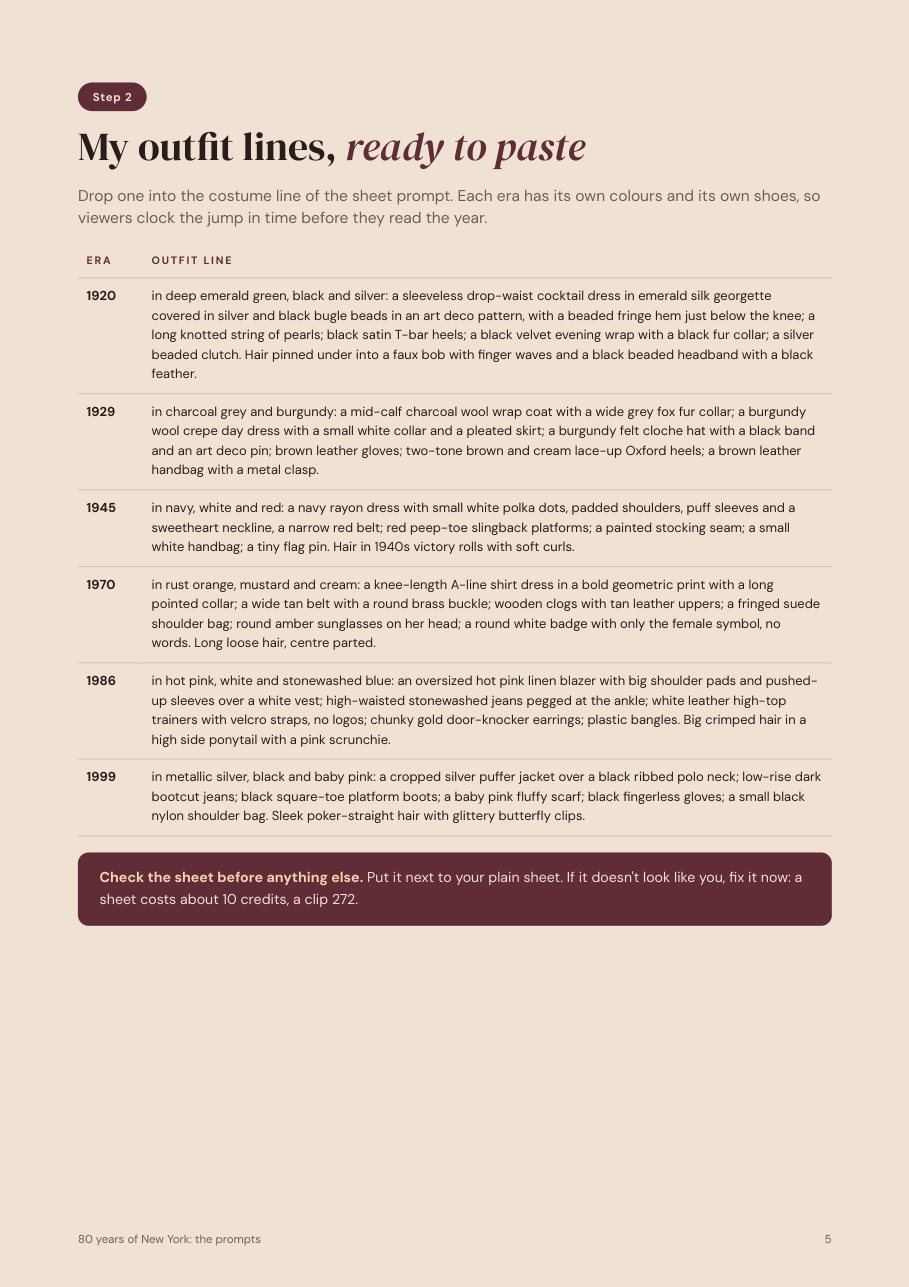 Step 2
My outfit lines, ready to paste
Drop one into the costume line of the sheet prompt. Each era has its own colours and its own shoes, so
viewers clock the jump in time before they read the year.
ERA OUTFIT LINE
1920 in deep emerald green, black and silver: a sleeveless drop-waist cocktail dress in emerald silk georgette
covered in silver and black bugle beads in an art deco pattern, with a beaded fringe hem just below the knee; a
long knotted string of pearls; black satin T-bar heels; a black velvet evening wrap with a black fur collar; a silver
beaded clutch. Hair pinned under into a faux bob with finger waves and a black beaded headband with a black
feather.
1929 in charcoal grey and burgundy: a mid-calf charcoal wool wrap coat with a wide grey fox fur collar; a burgundy
wool crepe day dress with a small white collar and a pleated skirt; a burgundy felt cloche hat with a black band
and an art deco pin; brown leather gloves; two-tone brown and cream lace-up Oxford heels; a brown leather
handbag with a metal clasp.
1945 in navy, white and red: a navy rayon dress with small white polka dots, padded shoulders, puff sleeves and a
sweetheart neckline, a narrow red belt; red peep-toe slingback platforms; a painted stocking seam; a small
white handbag; a tiny flag pin. Hair in 1940s victory rolls with soft curls.
1970 in rust orange, mustard and cream: a knee-length A-line shirt dress in a bold geometric print with a long
pointed collar; a wide tan belt with a round brass buckle; wooden clogs with tan leather uppers; a fringed suede
shoulder bag; round amber sunglasses on her head; a round white badge with only the female symbol, no
words. Long loose hair, centre parted.
1986 in hot pink, white and stonewashed blue: an oversized hot pink linen blazer with big shoulder pads and pushed-
up sleeves over a white vest; high-waisted stonewashed jeans pegged at the ankle; white leather high-top
trainers with velcro straps, no logos; chunky gold door-knocker earrings; plastic bangles. Big crimped hair in a
high side ponytail with a pink scrunchie.
1999 in metallic silver, black and baby pink: a cropped silver puffer jacket over a black ribbed polo neck; low-rise dark
bootcut jeans; black square-toe platform boots; a baby pink fluffy scarf; black fingerless gloves; a small black
nylon shoulder bag. Sleek poker-straight hair with glittery butterfly clips.
Check the sheet before anything else. Put it next to your plain sheet. If it doesn't look like you, fix it now: a
sheet costs about 10 credits, a clip 272.
80 years of New York: the prompts 5